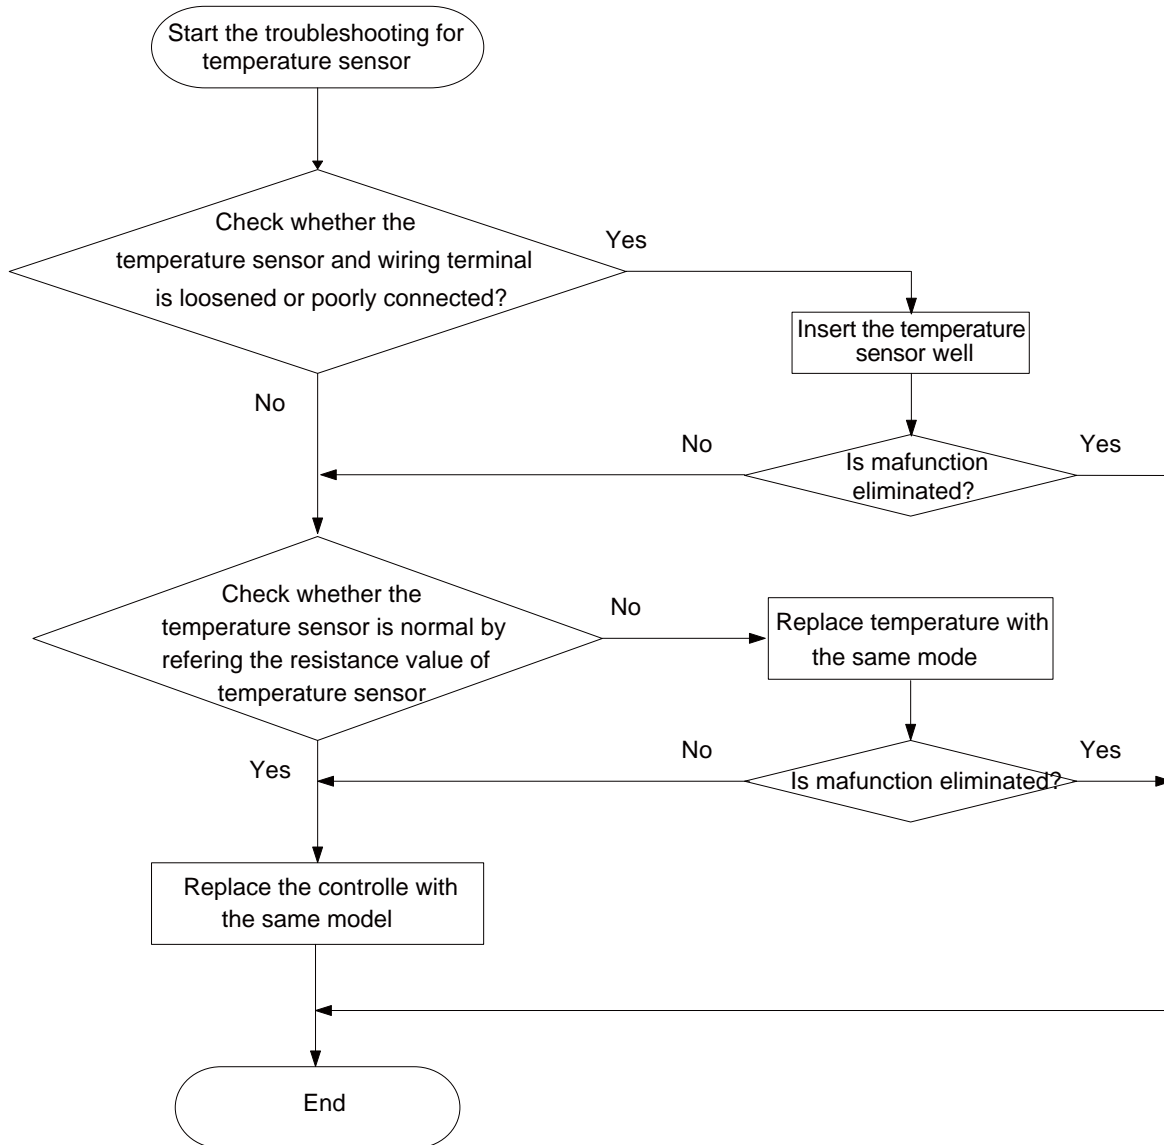 Start the troubleshooting for
temperature sensor
Check whether the
temperature sensor and wiring terminal
is loosened or poorly connected?
Yes
Insert the temperature
sensor well
No
No
Is mafunction
eliminated?
Yes
Check whether the
temperature sensor is normal by
refering the resistance value of
temperature sensor
No
Replace temperature with
the same mode
Yes
No
Is mafunction eliminated?
Yes
Replace the controlle with
the same model
End